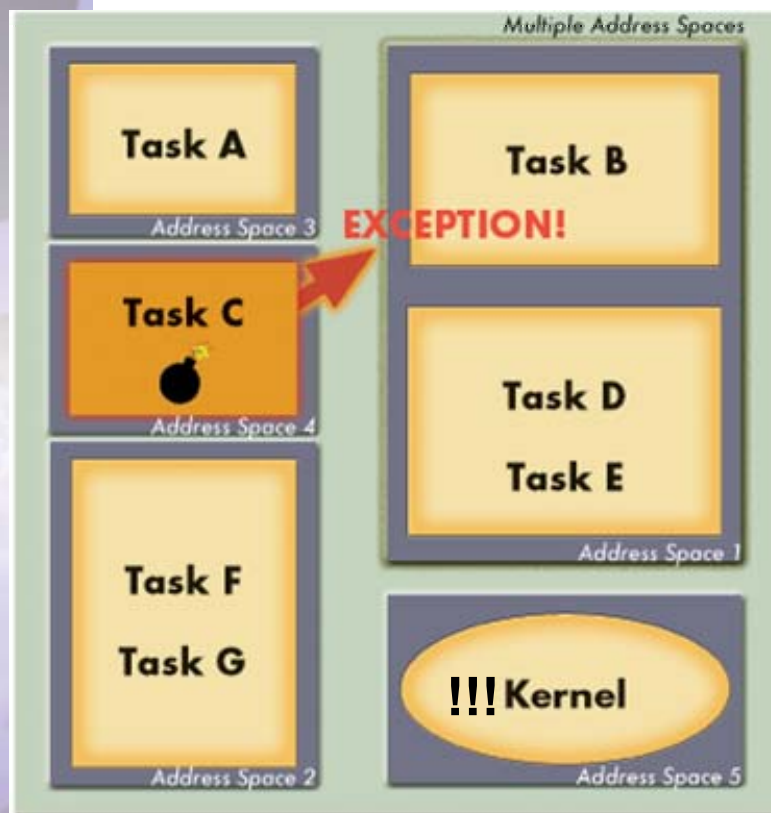 Multiple Address Spaces
Task A
Address Space 3
Task B
EXCEPTION!
Task C
Address Space 4
Task D
Task E
Address Space 1
Task F
Task G
Address Space 2
!!!Kernel
Address Space 5